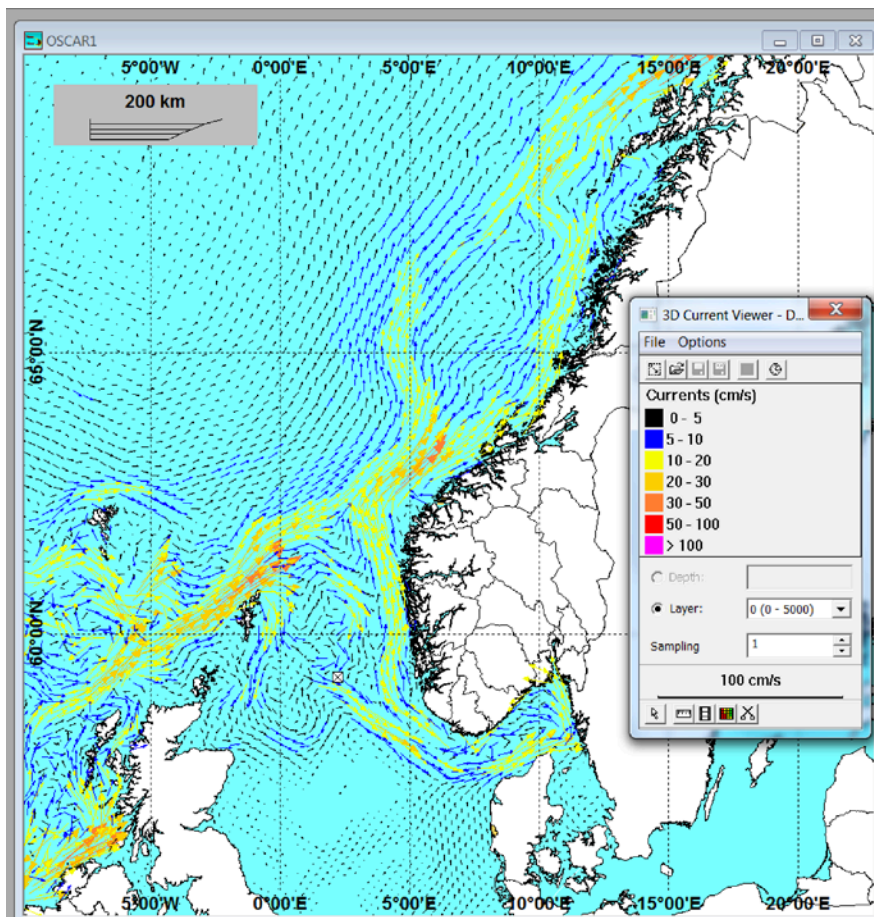 OSCAR1
5°00'W 0°00'E 5°00'E 10°00'E 15°00'E 20°00'E
200 km
65°00'N
60°00'N
3D Current Viewer - D...
File Options
Currents (cm/s)
0 - 5
5 - 10
10 - 20
20 - 30
30 - 50
50 - 100
> 100
Depth:
Layer: 0 (0 - 5000)
Sampling 1
100 cm/s
5°00'W 0°00'E 5°00'E 10°00'E 15°00'E 20°00'E